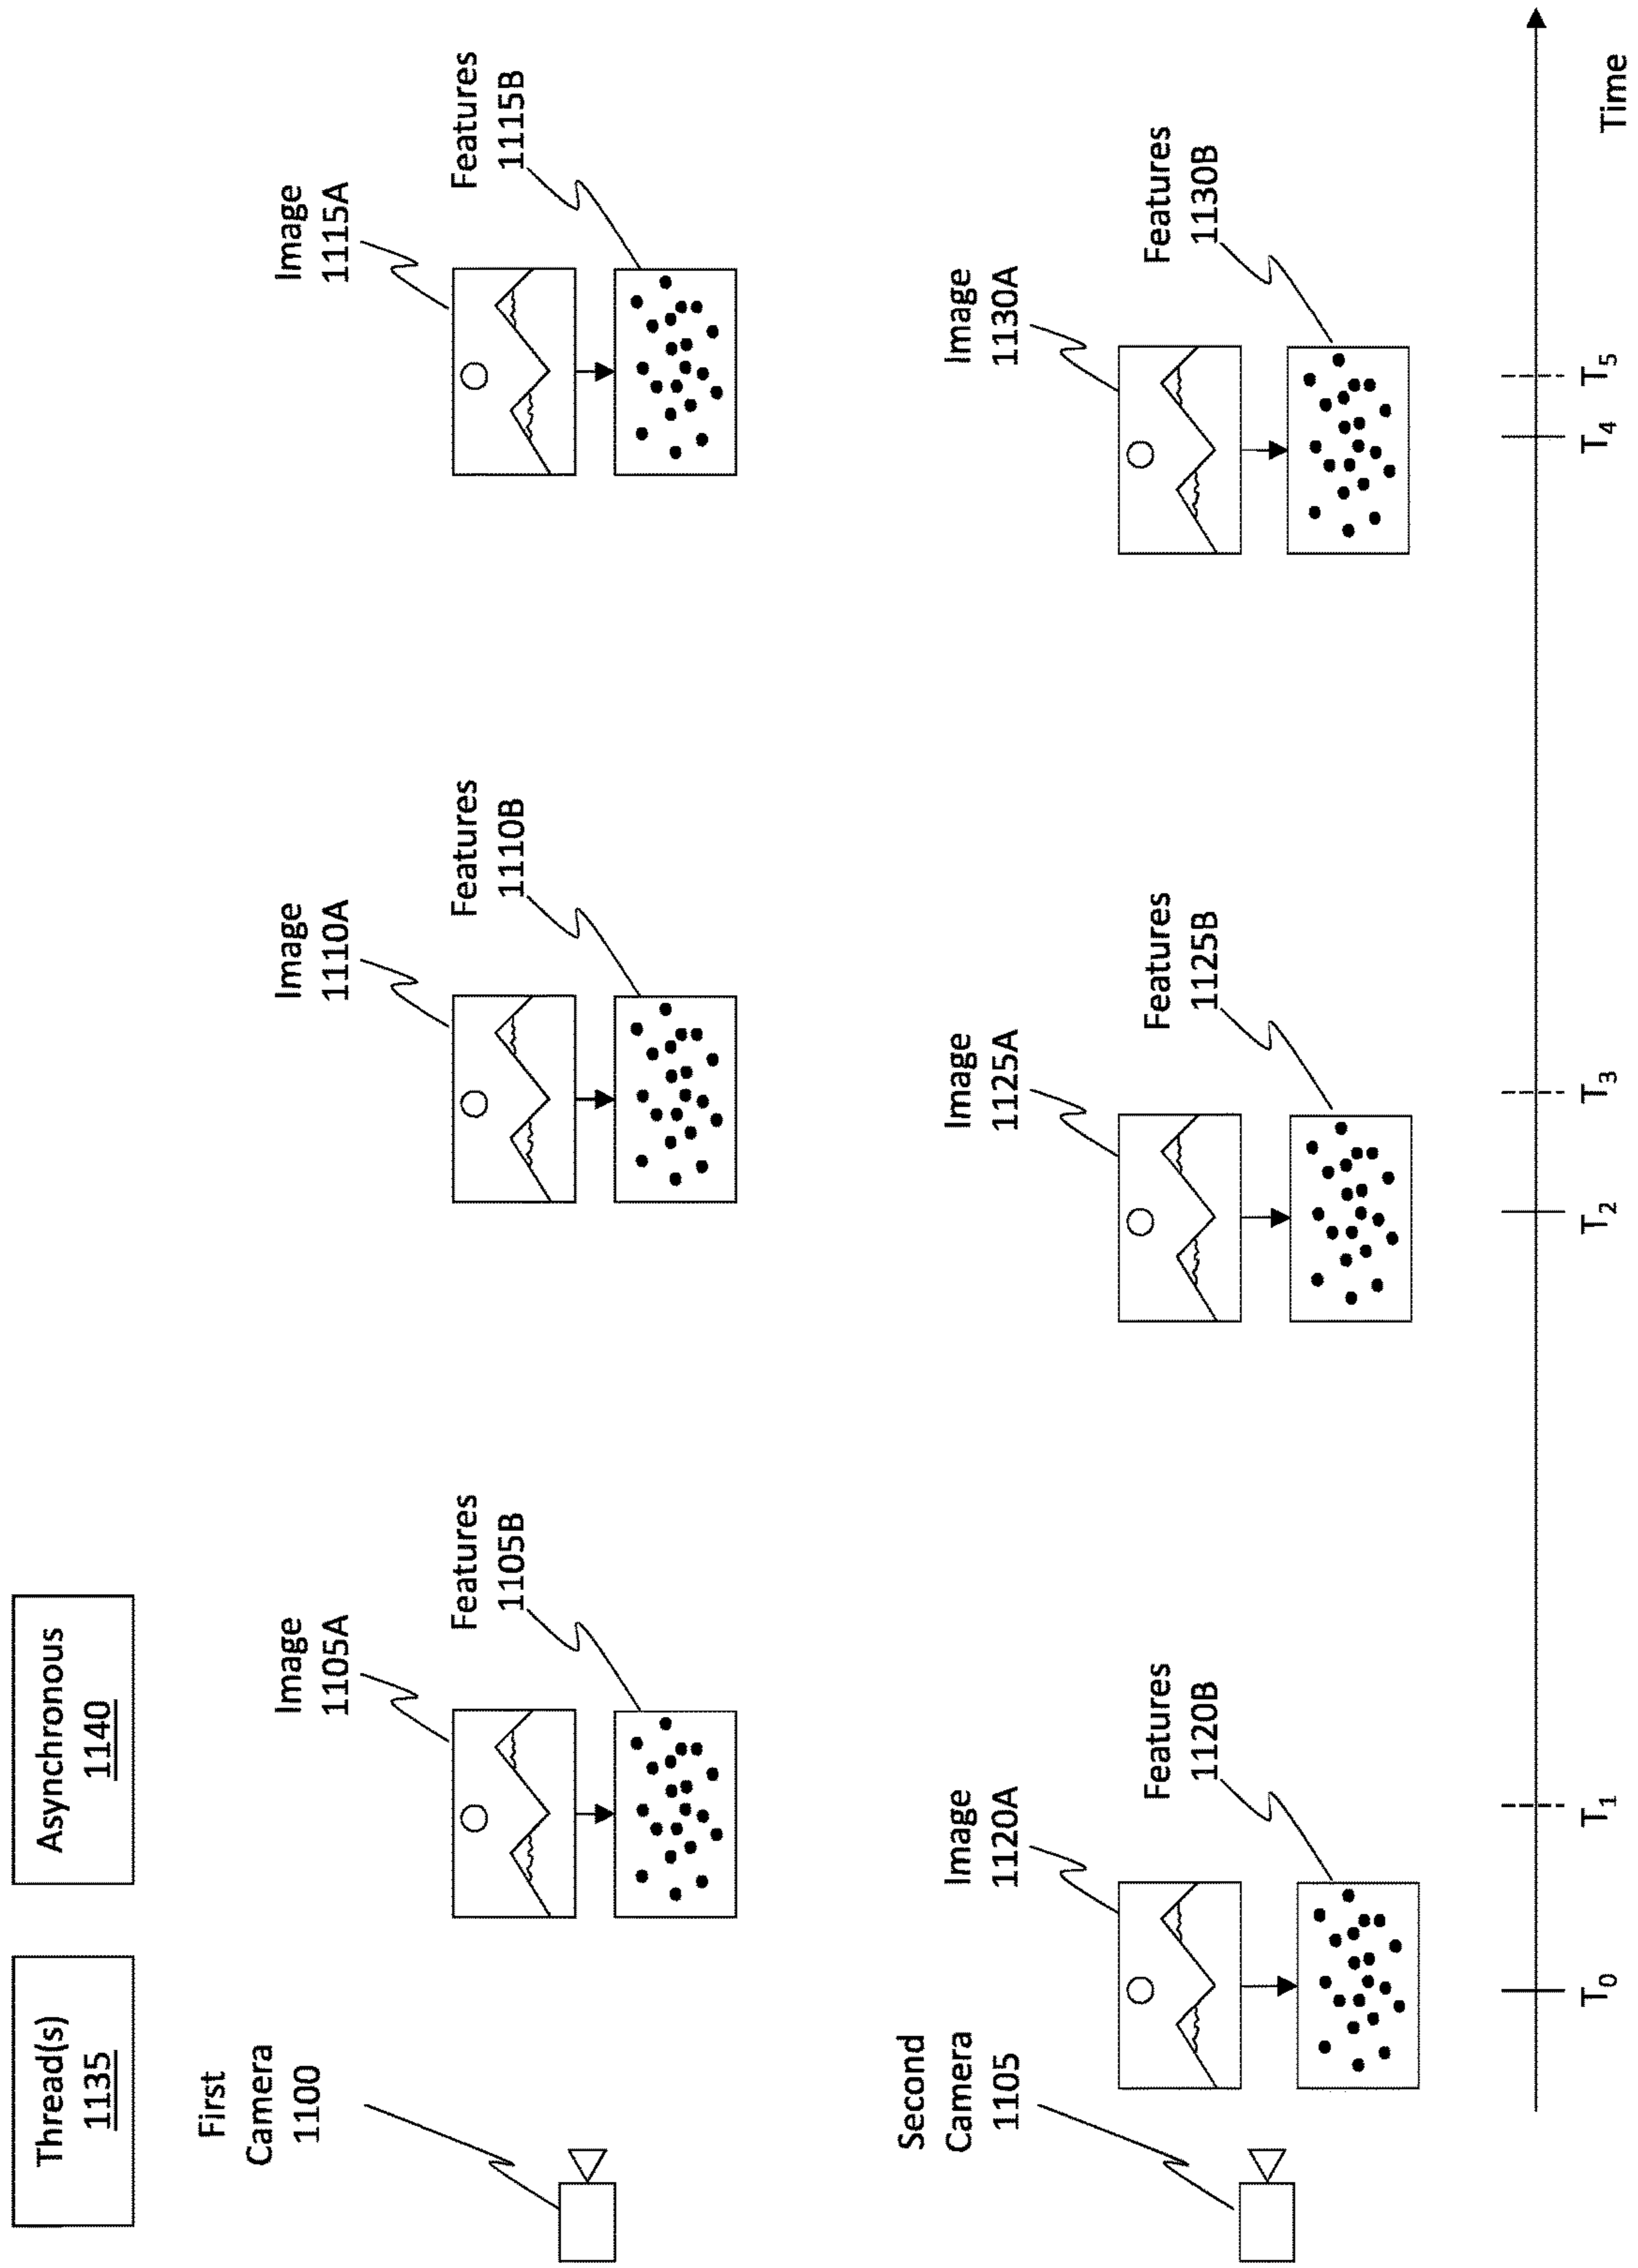 Thread(s)
1135
Asynchronous
1140
First
Camera
1100
Image
1105A
Features
1105B
Image
1110A
Features
1110B
Image
1115A
Features
1115B
Second
Camera
1105
Image
1120A
Features
1120B
Image
1125A
Features
1125B
Image
1130A
Features
1130B
T0
T1
T2
T3
T4
T5
Time